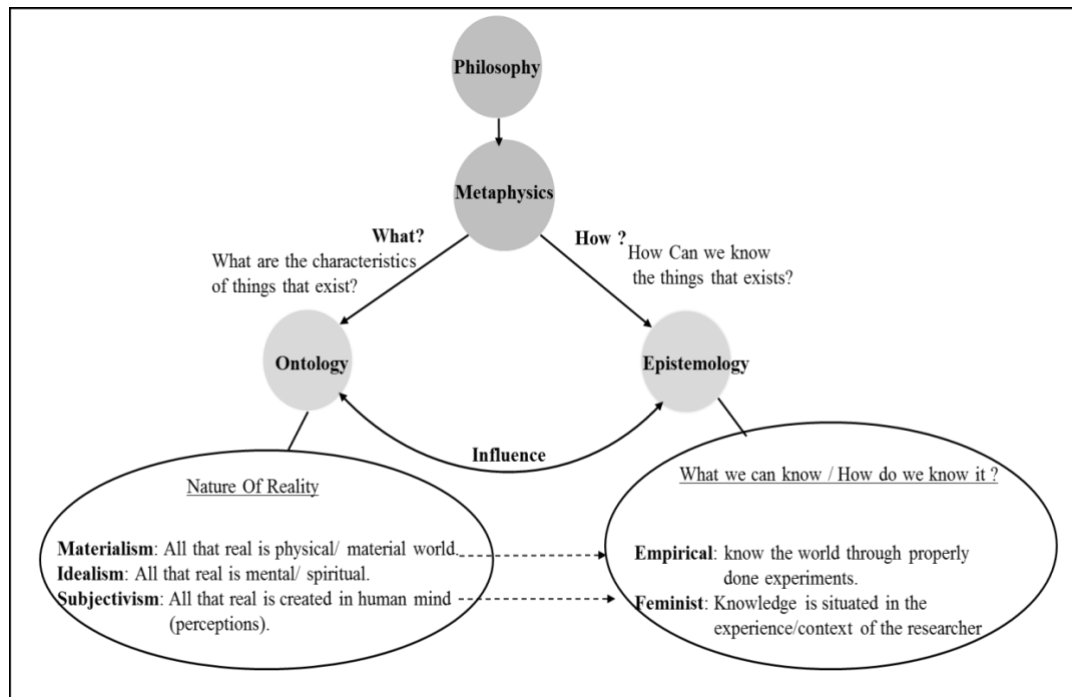 Philosophy
Metaphysics
What?
What are the characteristics
of things that exist?
How ?
How Can we know
the things that exists?
Ontology
Epistemology
Influence
Nature Of Reality
Materialism: All that real is physical/ material world.
Idealism: All that real is mental/ spiritual.
Subjectivism: All that real is created in human mind
(perceptions).
What we can know / How do we know it ?
Empirical: know the world through properly
done experiments.
Feminist: Knowledge is situated in the
experience/context of the researcher